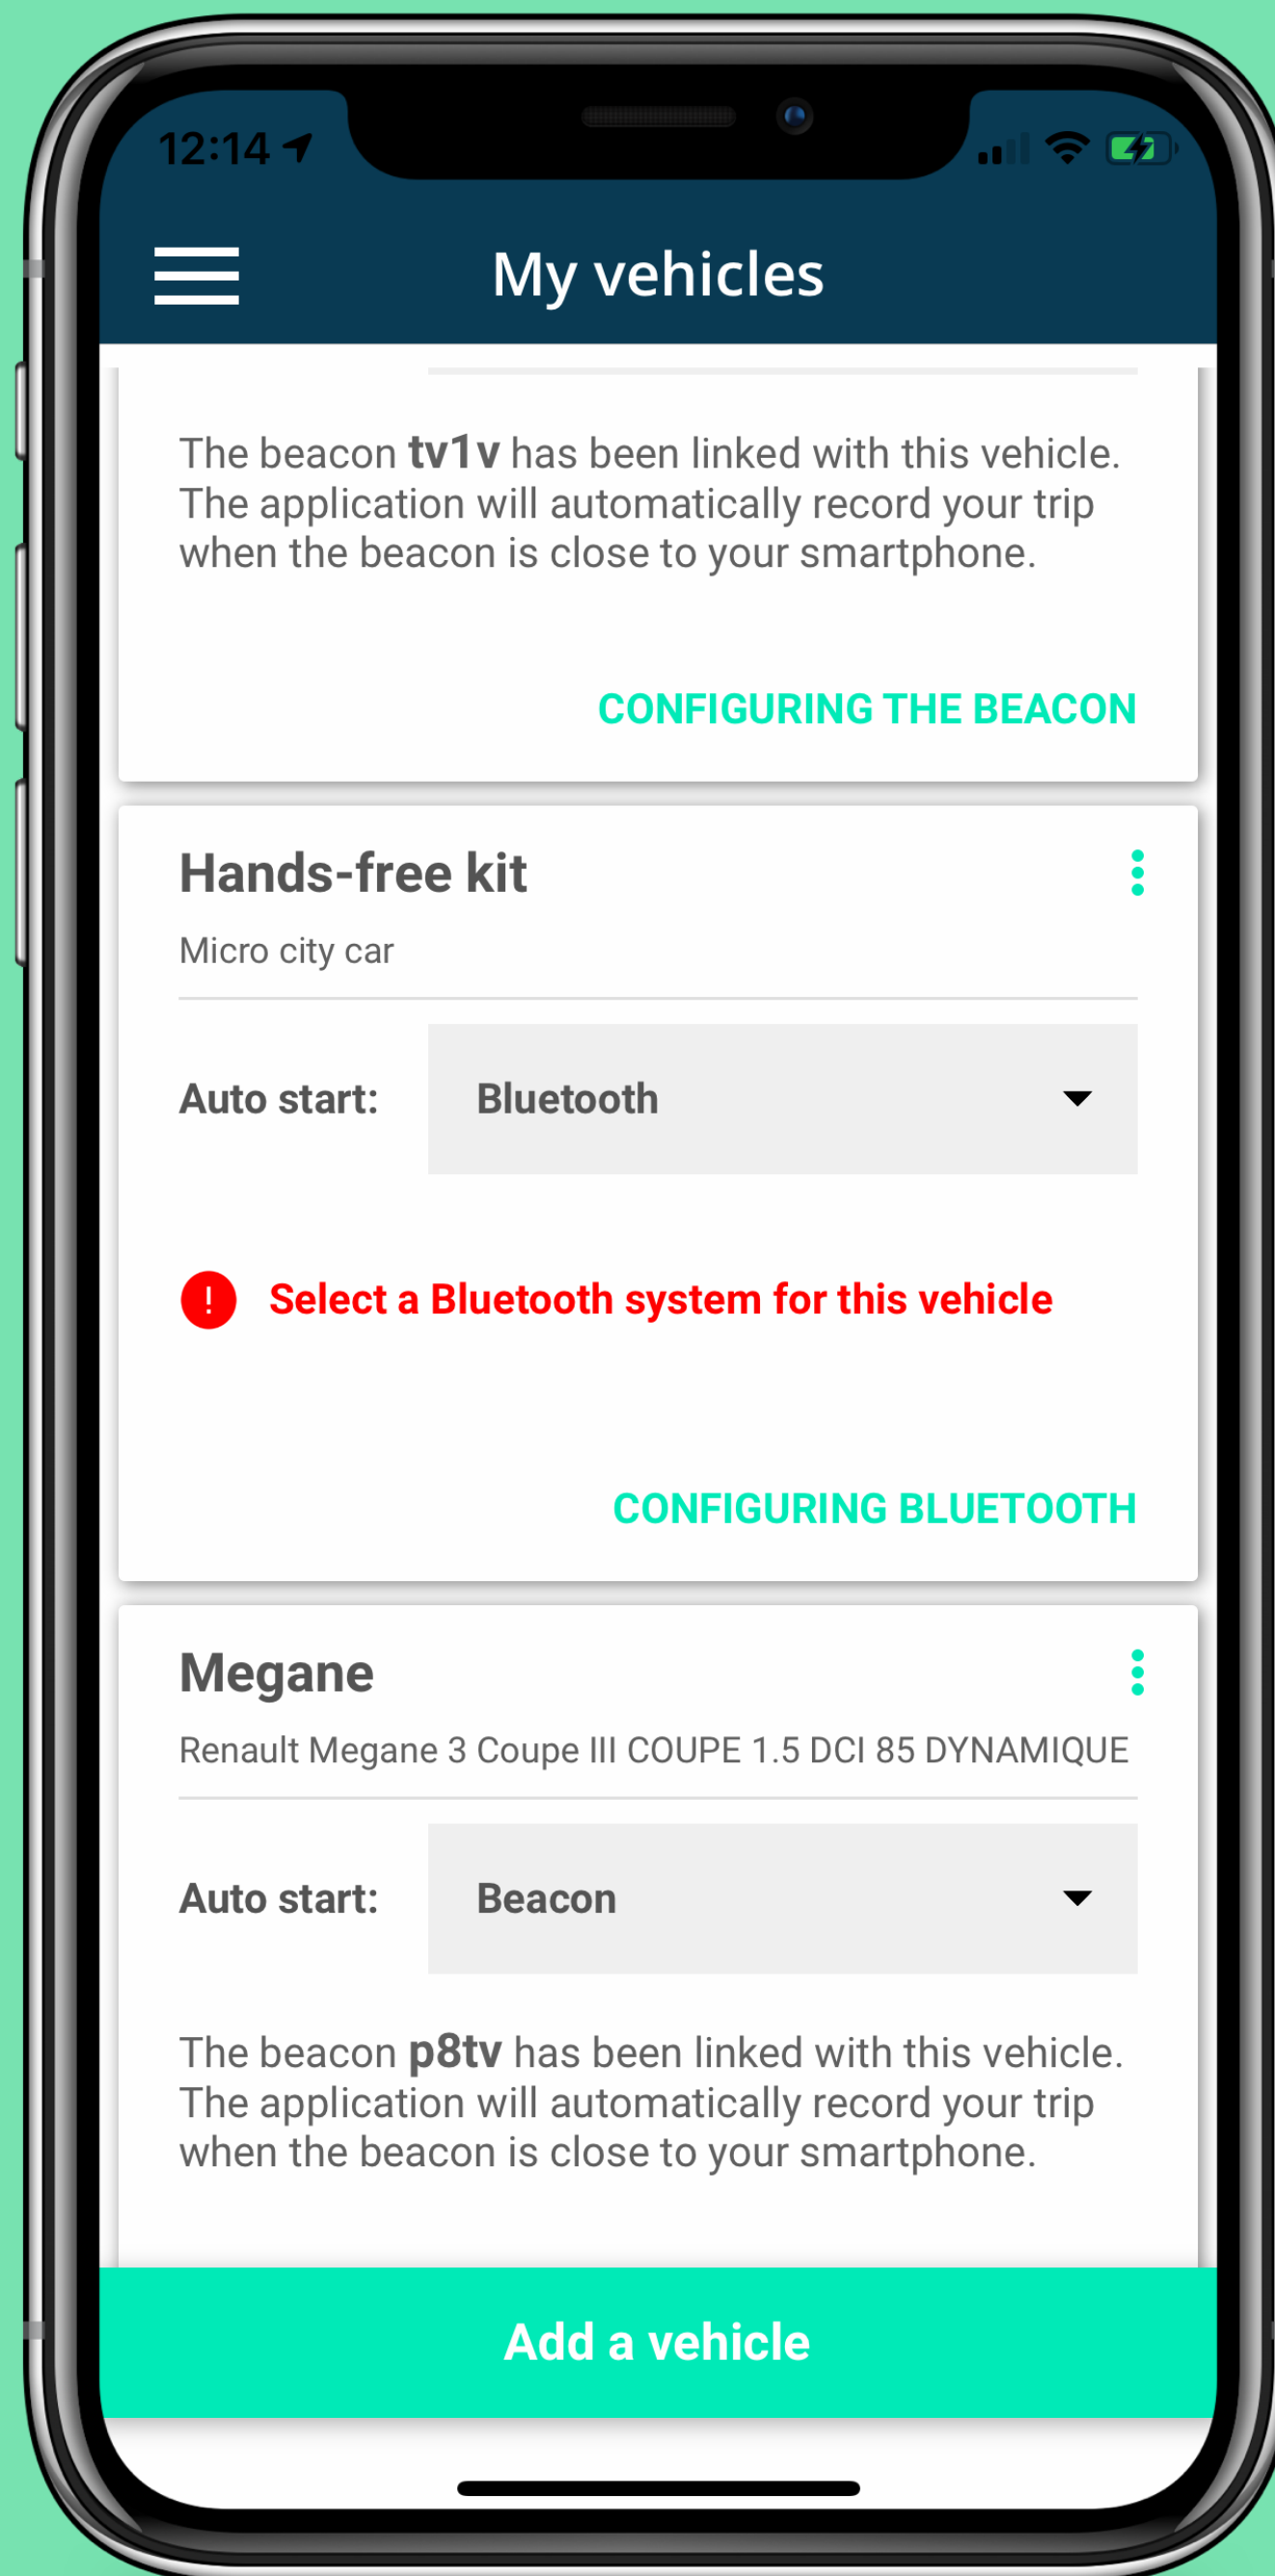 12:14
My vehicles
The beacon tv1v has been linked with this vehicle.
The application will automatically record your trip
when the beacon is close to your smartphone.
CONFIGURING THE BEACON
Hands-free kit
Micro city car
Auto start:
Bluetooth
! Select a Bluetooth system for this vehicle
CONFIGURING BLUETOOTH
Megane
Renault Megane 3 Coupe III COUPE 1.5 DCI 85 DYNAMIQUE
Auto start:
Beacon
The beacon p8tv has been linked with this vehicle.
The application will automatically record your trip
when the beacon is close to your smartphone.
Add a vehicle